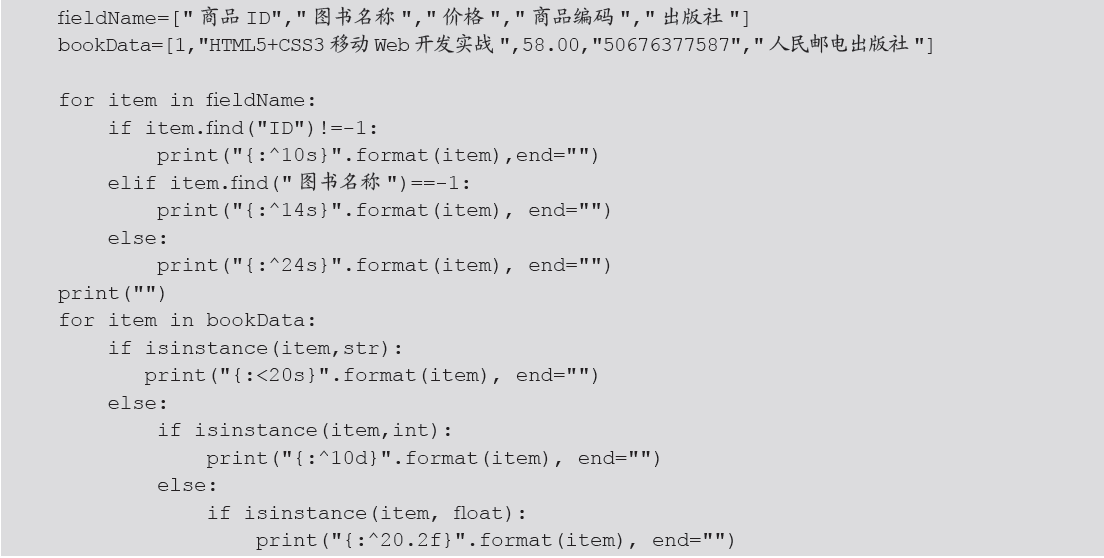 fieldName=["商品ID","图书名称","价格","商品编码","出版社"]
bookData=[1,"HTML5+CSS3移动Web开发实战",58.00,"50676377587","人民邮电出版社"]
for item in fieldName:
    if item.find("ID")!=-1:
        print("{:^10s}".format(item),end="")
    elif item.find("图书名称")==-1:
        print("{:^14s}".format(item), end="")
    else:
        print("{:^24s}".format(item), end="")
print("")
for item in bookData:
    if isinstance(item,str):
       print("{:<20s}".format(item), end="")
    else:
        if isinstance(item,int):
            print("{:^10d}".format(item), end="")
        else:
            if isinstance(item, float):
                print("{:^20.2f}".format(item), end="")